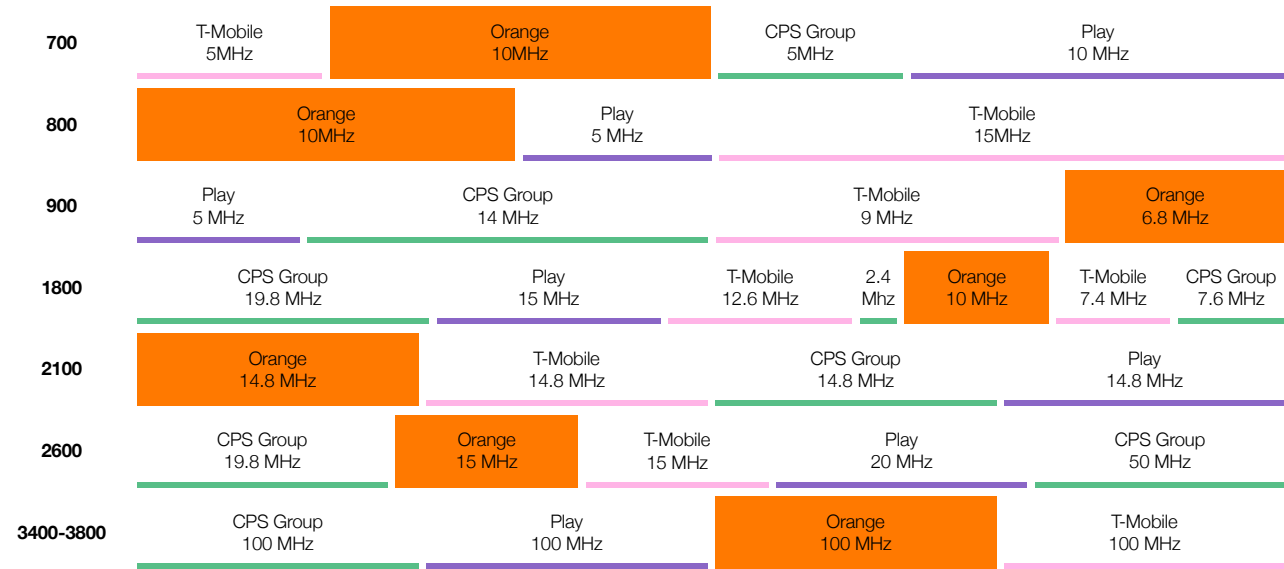 700
T-Mobile
5MHz
Orange
10MHz
CPS Group
5MHz
Play
10 MHz
800
Orange
10MHz
Play
5 MHz
T-Mobile
15MHz
900
Play
5 MHz
CPS Group
14 MHz
T-Mobile
9 MHz
Orange
6.8 MHz
1800
CPS Group
19.8 MHz
Play
15 MHz
T-Mobile
12.6 MHz
2.4
Mhz
Orange
10 MHz
T-Mobile
7.4 MHz
CPS Group
7.6 MHz
2100
Orange
14.8 MHz
T-Mobile
14.8 MHz
CPS Group
14.8 MHz
Play
14.8 MHz
2600
CPS Group
19.8 MHz
Orange
15 MHz
T-Mobile
15 MHz
Play
20 MHz
CPS Group
50 MHz
3400-3800
CPS Group
100 MHz
Play
100 MHz
Orange
100 MHz
T-Mobile
100 MHz